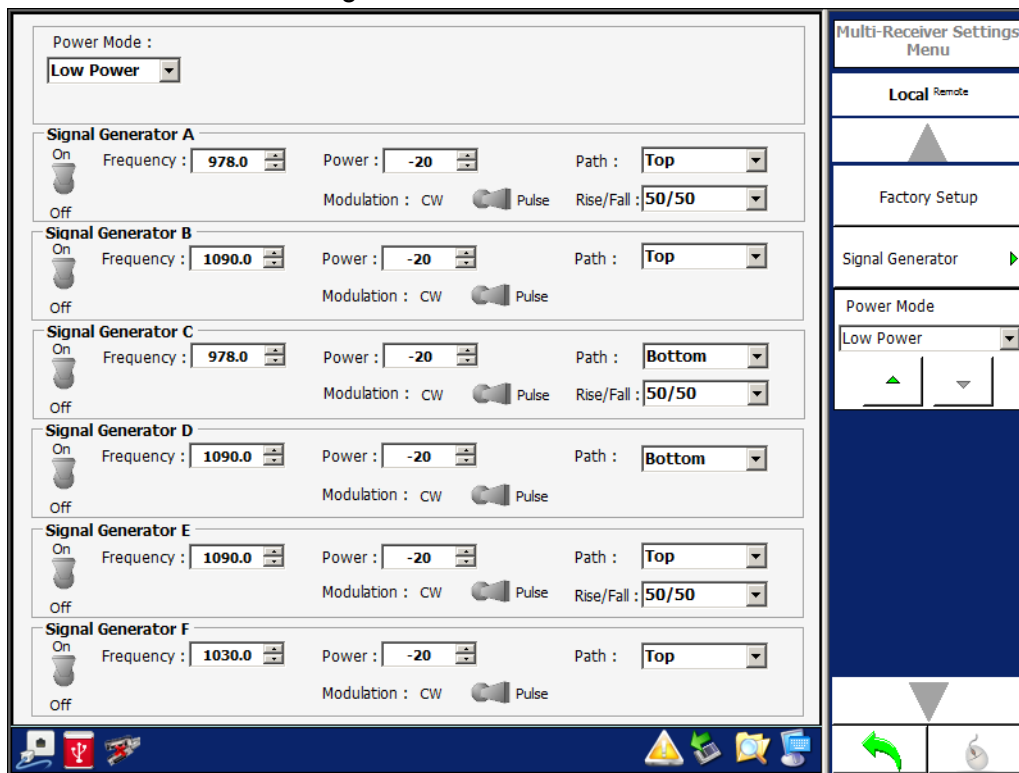 Power Mode :
Low Power
Signal Generator A
On Frequency : 978.0 Power : -20 Path : Top
Off Modulation : CW Pulse Rise/Fall : 50/50
Signal Generator B
On Frequency : 1090.0 Power : -20 Path : Top
Off Modulation : CW Pulse
Signal Generator C
On Frequency : 978.0 Power : -20 Path : Bottom
Off Modulation : CW Pulse Rise/Fall : 50/50
Signal Generator D
On Frequency : 1090.0 Power : -20 Path : Bottom
Off Modulation : CW Pulse
Signal Generator E
On Frequency : 1090.0 Power : -20 Path : Top
Off Modulation : CW Pulse Rise/Fall : 50/50
Signal Generator F
On Frequency : 1030.0 Power : -20 Path : Top
Off Modulation : CW Pulse
Multi-Receiver Settings
Menu
Local Remote
Factory Setup
Signal Generator
Power Mode
Low Power